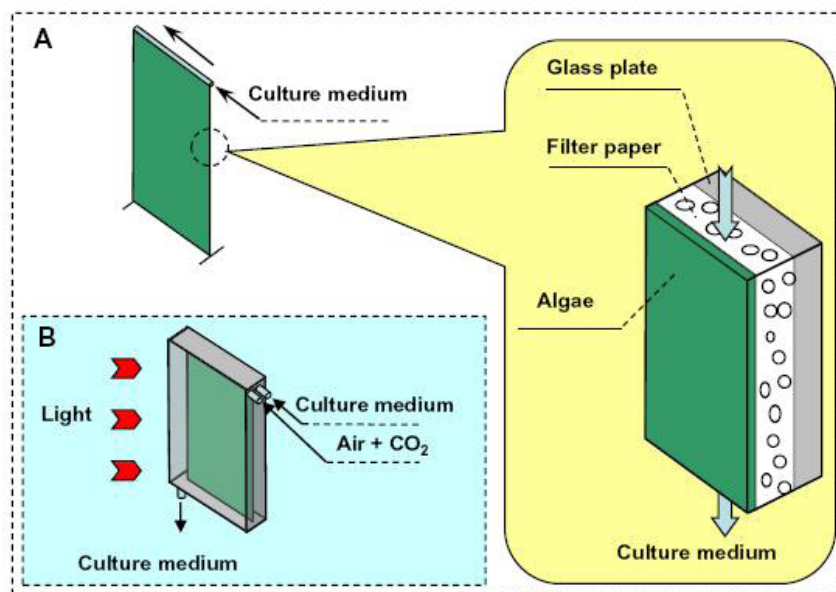 A
Culture medium
Glass plate
Filter paper
Algae
Culture medium
B
Light
Culture medium
Air + CO₂
Culture medium